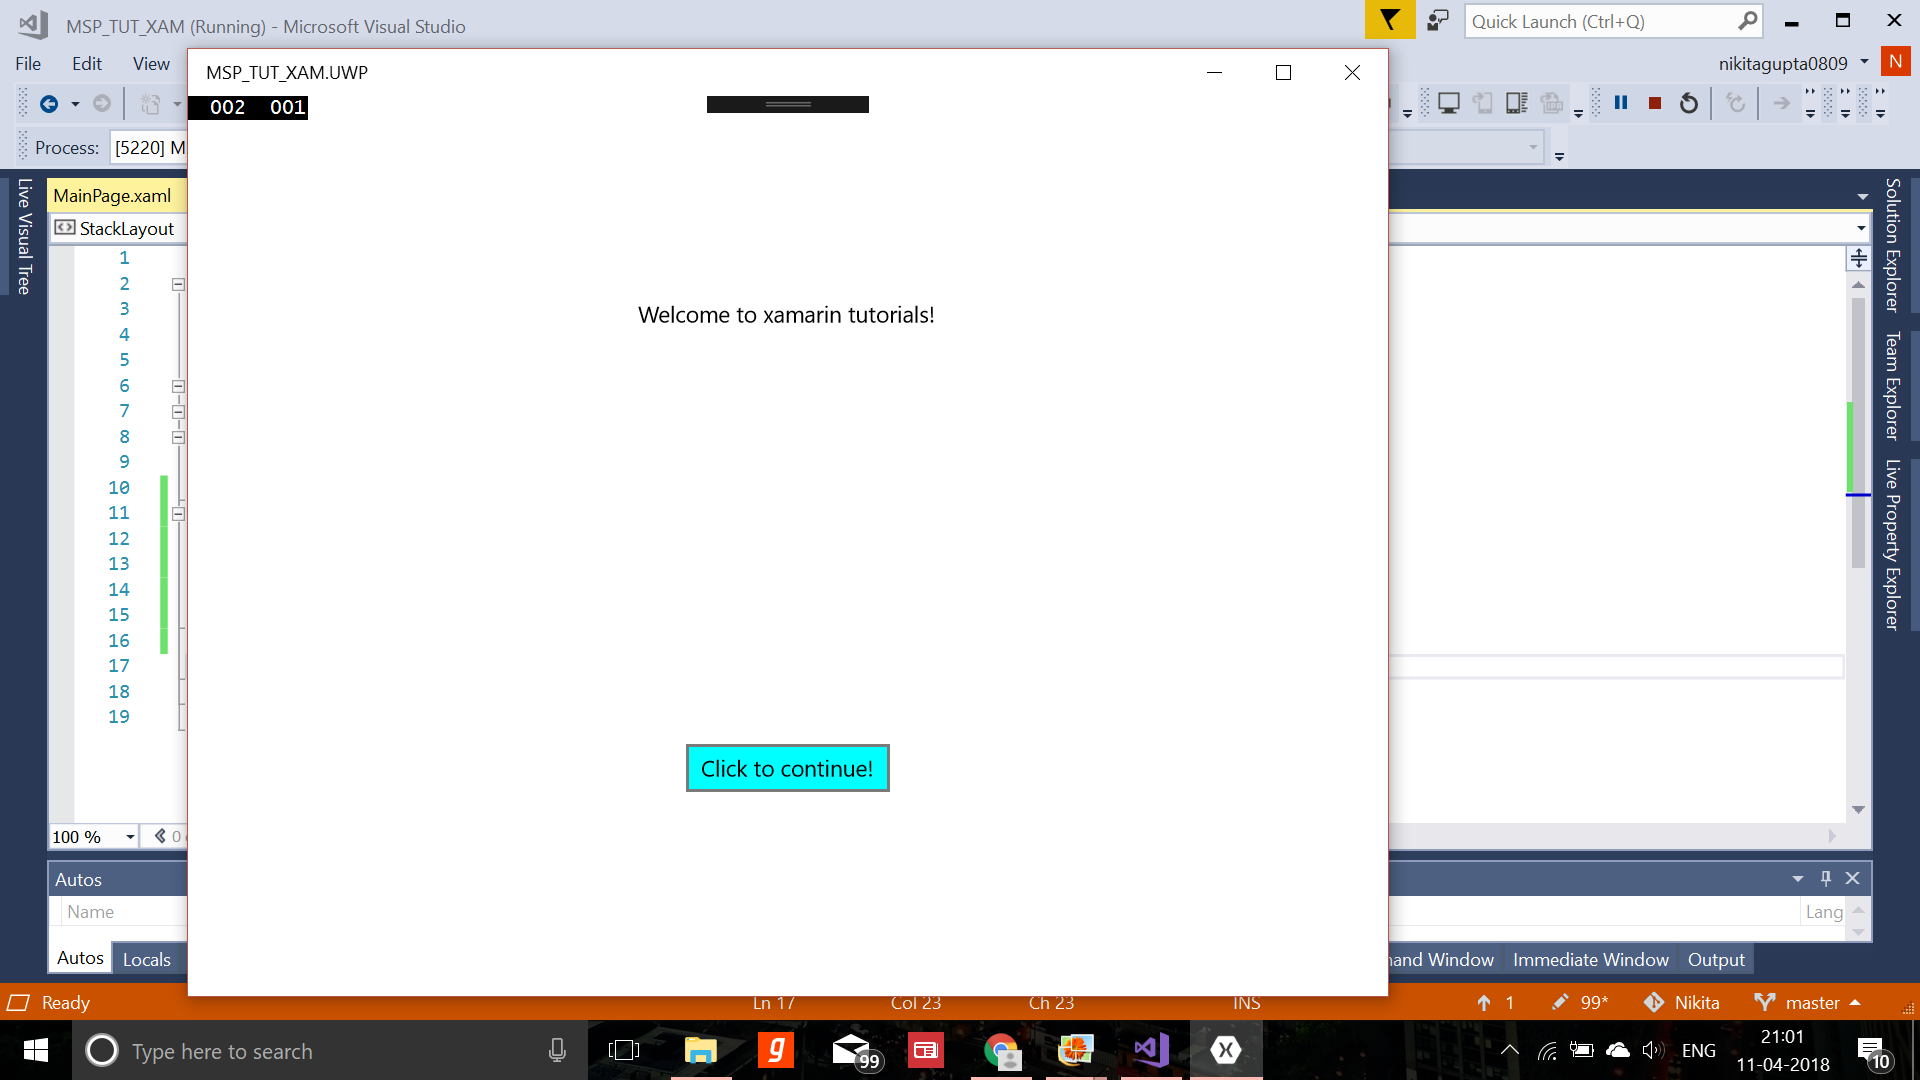 MSP_TUT_XAM (Running) - Microsoft Visual Studio
Quick Launch (Ctrl+Q)
File Edit View
nikitagupta0809 N
MSP_TUT_XAM.UWP
002 001
Process: [5220] M
MainPage.xaml
StackLayout
Live Visual Tree
Solution Explorer
Team Explorer
Live Property Explorer
1
2
3
4
5
6
7
8
9
10
11
12
13
14
15
16
17
18
19
Welcome to xamarin tutorials!
Click to continue!
100 % 0
Autos
Name Lang
Autos Locals and Window Immediate Window Output
Ready Ln 17 Col 23 Ch 23 INS 1 99* Nikita master
Type here to search 99 ENG 21:01
11-04-2018 10